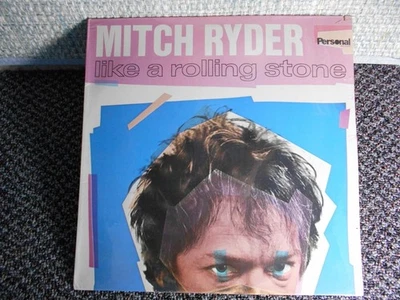 MITCH RYDER
Personal
like a rolling stone